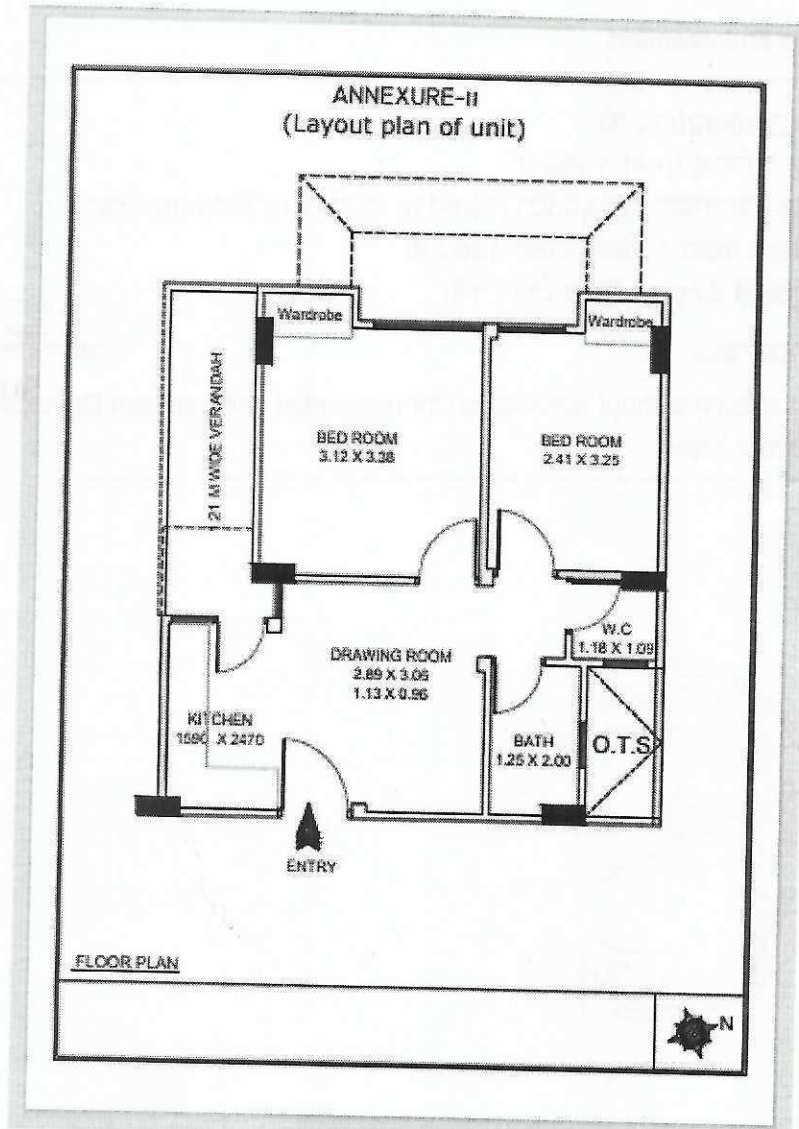 ANNEXURE-II
(Layout plan of unit)
Wardrobe
Wardrobe
1.21 M WIDE VERANDAH
BED ROOM
3.12 X 3.38
BED ROOM
2.41 X 3.25
W.C
1.18 X 1.09
DRAWING ROOM
2.89 X 3.06
1.13 X 0.96
KITCHEN
1590 X 2470
BATH
1.25 X 2.00
O.T.S
ENTRY
FLOOR PLAN
N